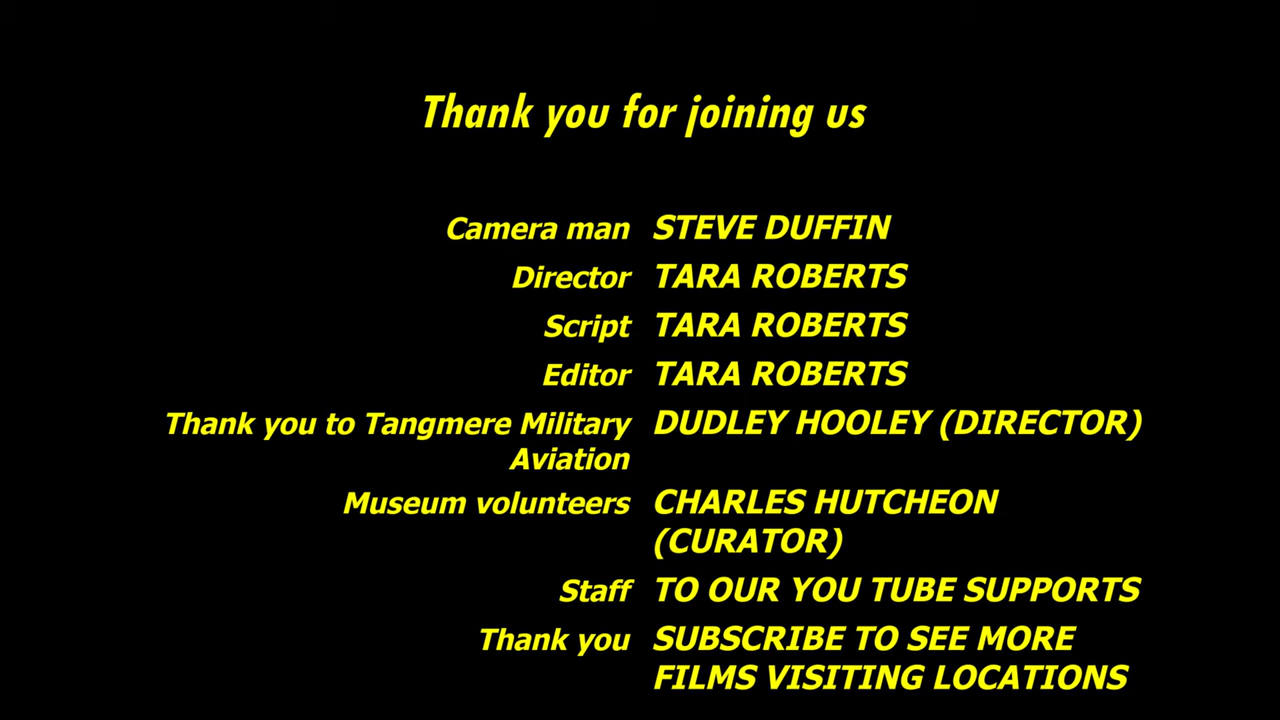 Thank you for joining us
Camera man STEVE DUFFIN
Director TARA ROBERTS
Script TARA ROBERTS
Editor TARA ROBERTS
Thank you to Tangmere Military DUDLEY HOOLEY (DIRECTOR)
Aviation
Museum volunteers CHARLES HUTCHEON
(CURATOR)
Staff TO OUR YOU TUBE SUPPORTS
Thank you SUBSCRIBE TO SEE MORE
FILMS VISITING LOCATIONS